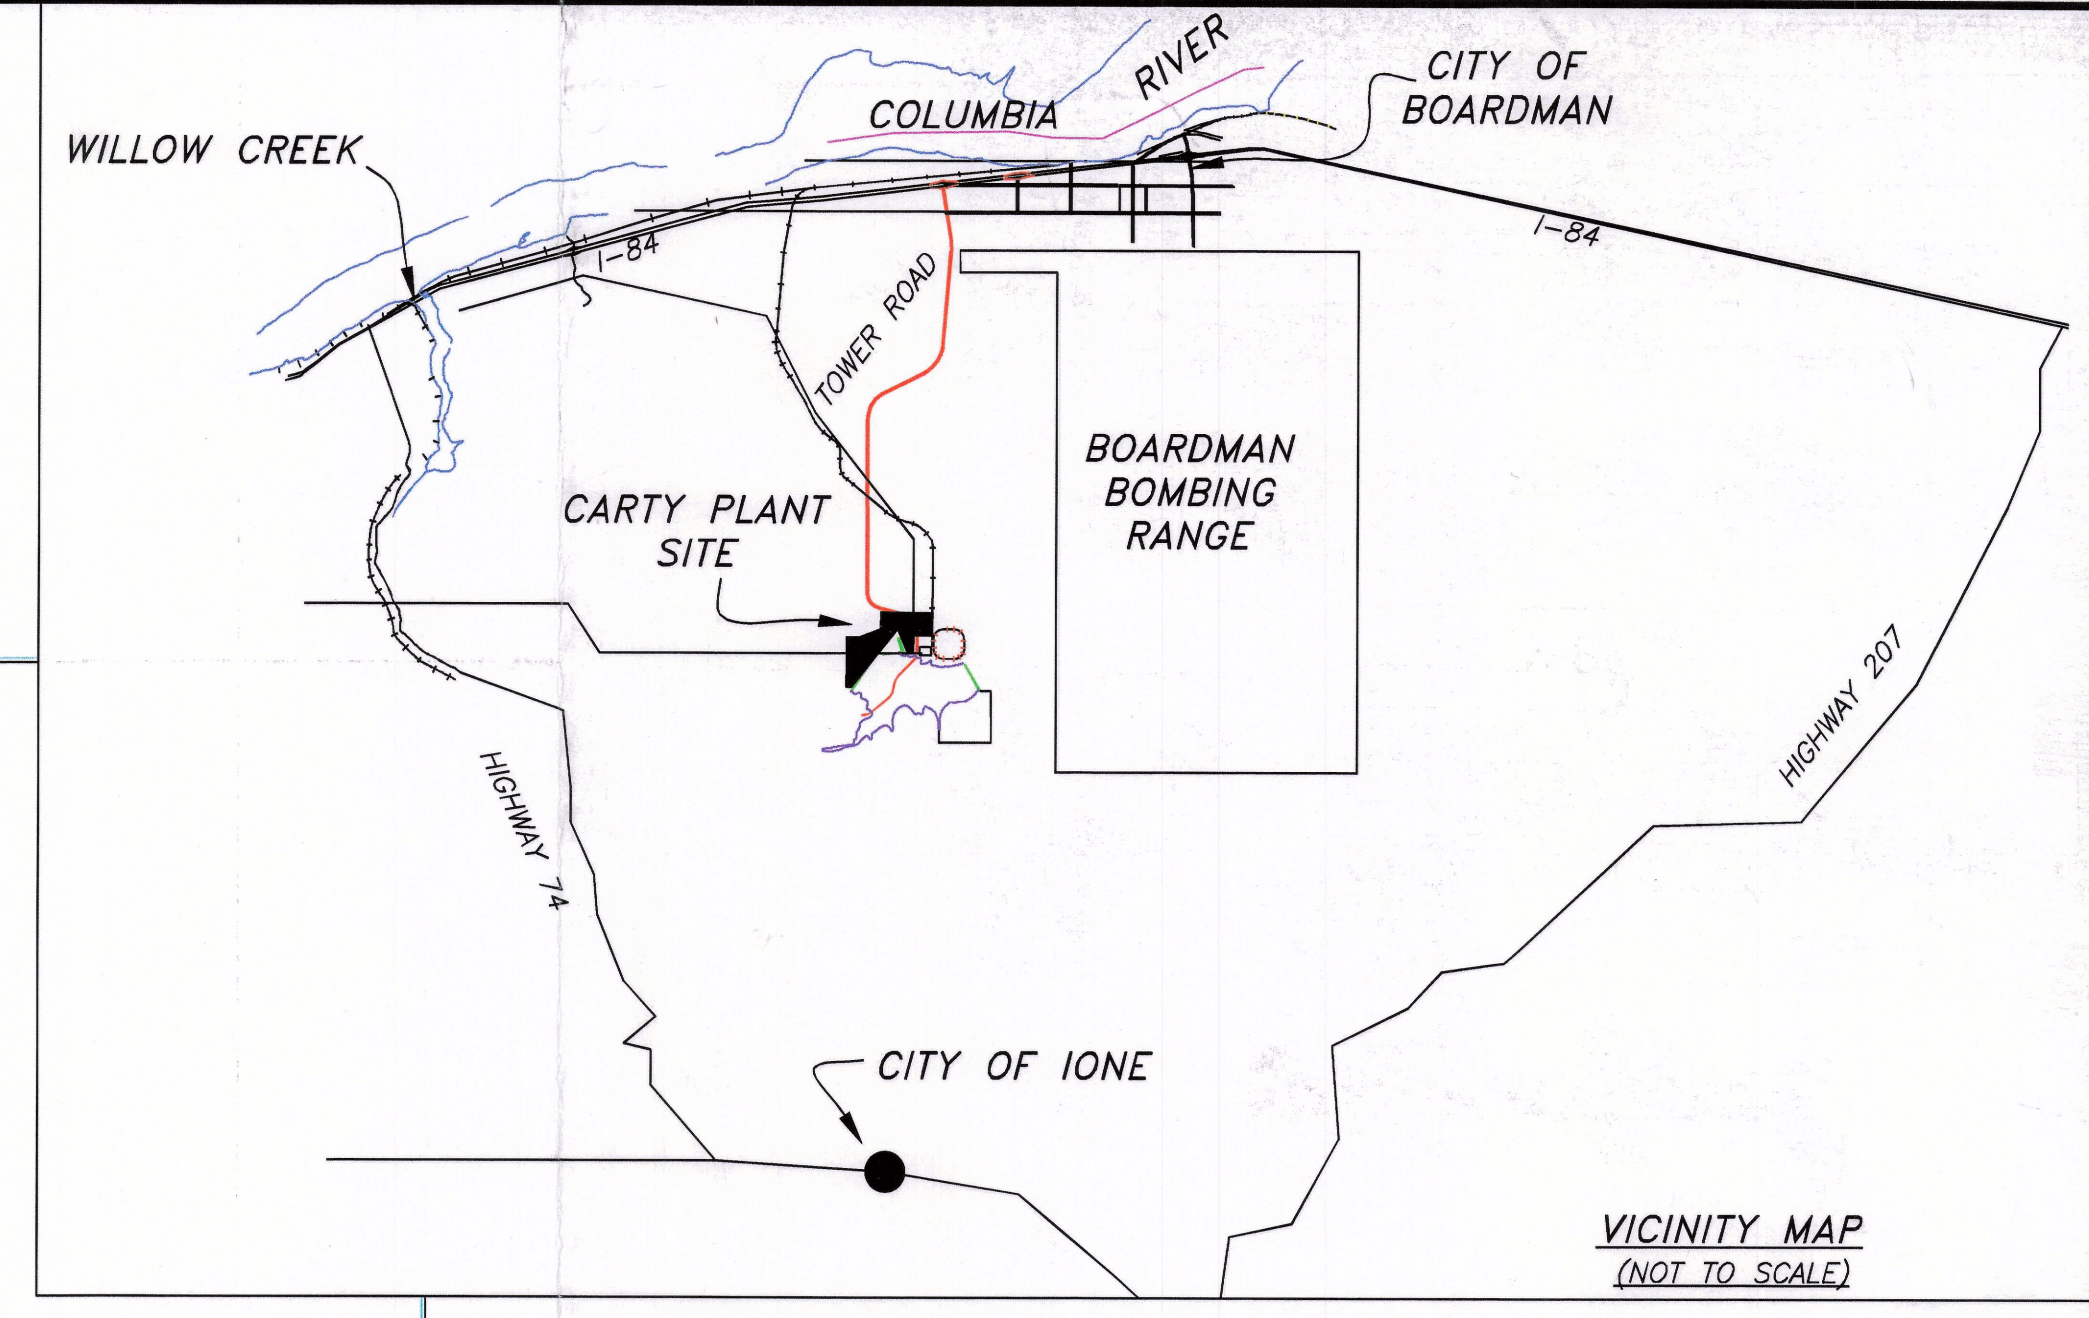 RIVER
CITY OF
BOARDMAN
COLUMBIA
WILLOW CREEK
I-84
I-84
TOWER ROAD
BOARDMAN
BOMBING
RANGE
CARTY PLANT
SITE
HIGHWAY 207
HIGHWAY 74
CITY OF IONE
VICINITY MAP
(NOT TO SCALE)